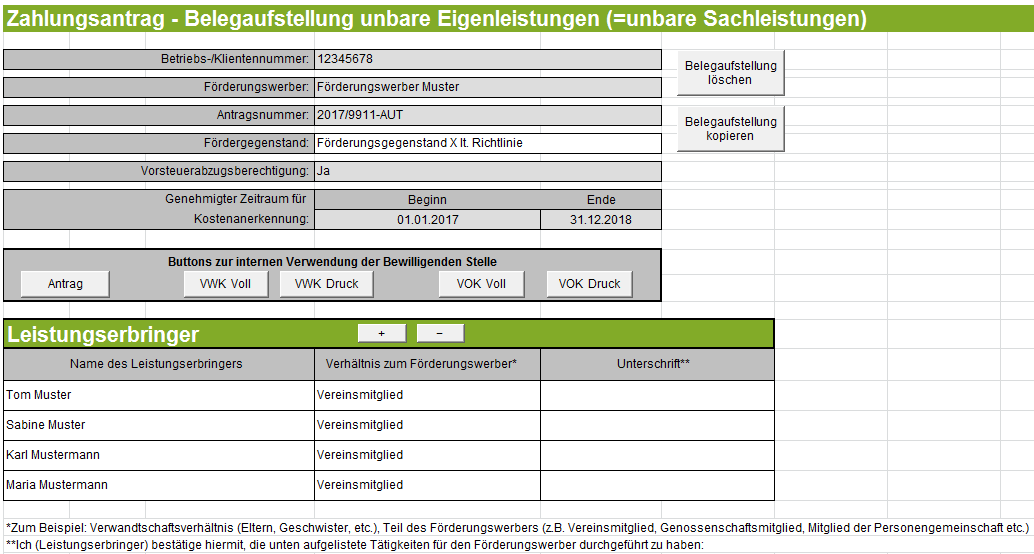 Zahlungsantrag - Belegaufstellung unbare Eigenleistungen (=unbare Sachleistungen)
Betriebs-/Klientennummer: 12345678
Belegaufstellung
löschen
Förderungswerber: Förderungswerber Muster
Antragsnummer: 2017/9911-AUT
Belegaufstellung
kopieren
Fördergegenstand: Förderungsgegenstand X lt. Richtlinie
Vorsteuerabzugsberechtigung: Ja
Genehmigter Zeitraum für Beginn Ende
Kostenanerkennung: 01.01.2017 31.12.2018
Buttons zur internen Verwendung der Bewilligenden Stelle
Antrag VWK Voll VWK Druck VOK Voll VOK Druck
Leistungserbringer + –
Name des Leistungserbringers Verhältnis zum Förderungswerber* Unterschrift**
Tom Muster Vereinsmitglied
Sabine Muster Vereinsmitglied
Karl Mustermann Vereinsmitglied
Maria Mustermann Vereinsmitglied
*Zum Beispiel: Verwandtschaftsverhältnis (Eltern, Geschwister, etc.), Teil des Förderungswerbers (z.B. Vereinsmitglied, Genossenschaftsmitglied, Mitglied der Personengemeinschaft etc.)
**Ich (Leistungserbringer) bestätige hiermit, die unten aufgelistete Tätigkeiten für den Förderungswerber durchgeführt zu haben: